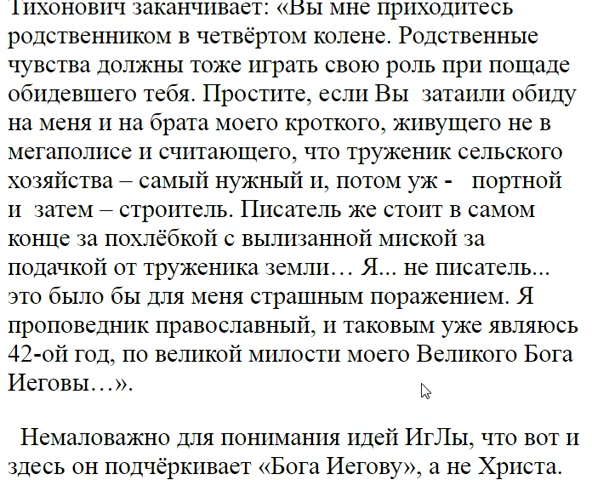 Тихонович заканчивает: «Вы мне приходитесь
родственником в четвёртом колене. Родственные
чувства должны тоже играть свою роль при пощаде
обидевшего тебя. Простите, если Вы  затаили обиду
на меня и на брата моего кроткого, живущего не в
мегаполисе и считающего, что труженик сельского
хозяйства – самый нужный и, потом уж -   портной
и  затем – строитель. Писатель же стоит в самом
конце за похлёбкой с вылизанной миской за
подачкой от труженика земли… Я... не писатель...
это было бы для меня страшным поражением. Я
проповедник православный, и таковым уже являюсь
42-ой год, по великой милости моего Великого Бога
Иеговы…».
Немаловажно для понимания идей ИгЛы, что вот и
здесь он подчёркивает «Бога Иегову», а не Христа.